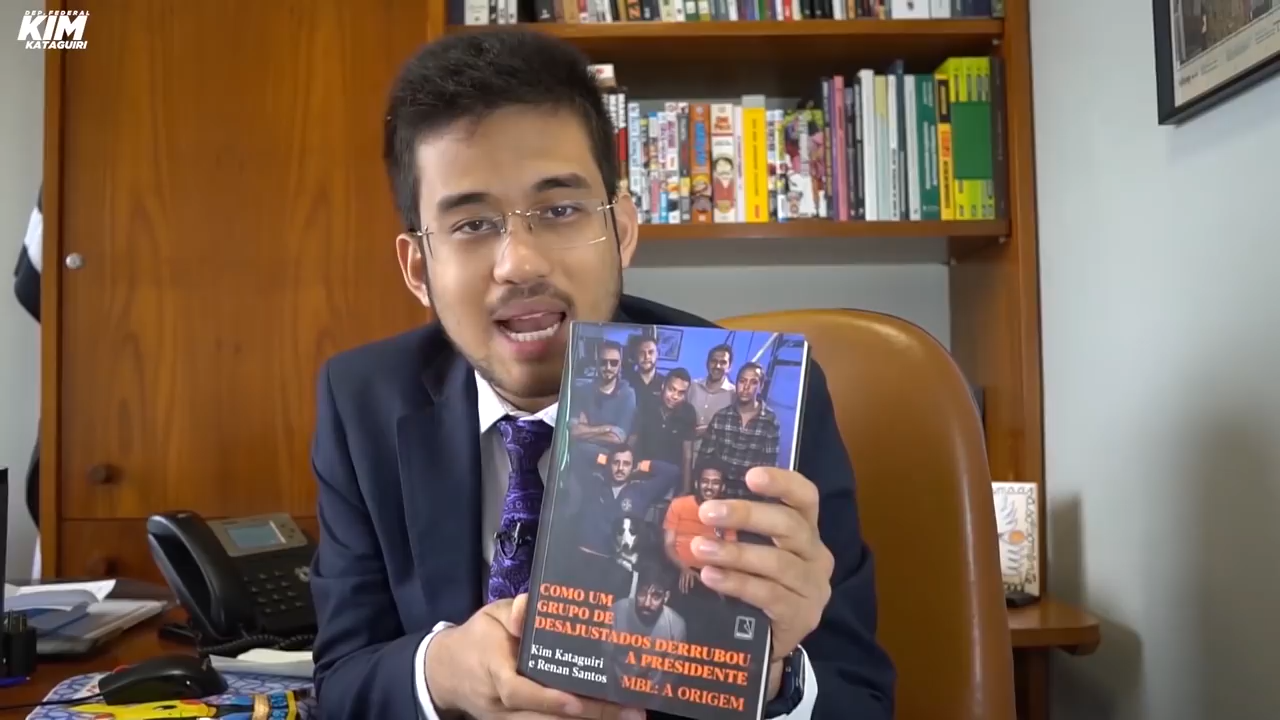 DEP. FEDERAL
KIM
KATAGUIRI
COMO UM
GRUPO DE
DESAJUSTADOS DERRUBOU
A PRESIDENTE
Kim Kataguiri
e Renan Santos
MBL: A ORIGEM